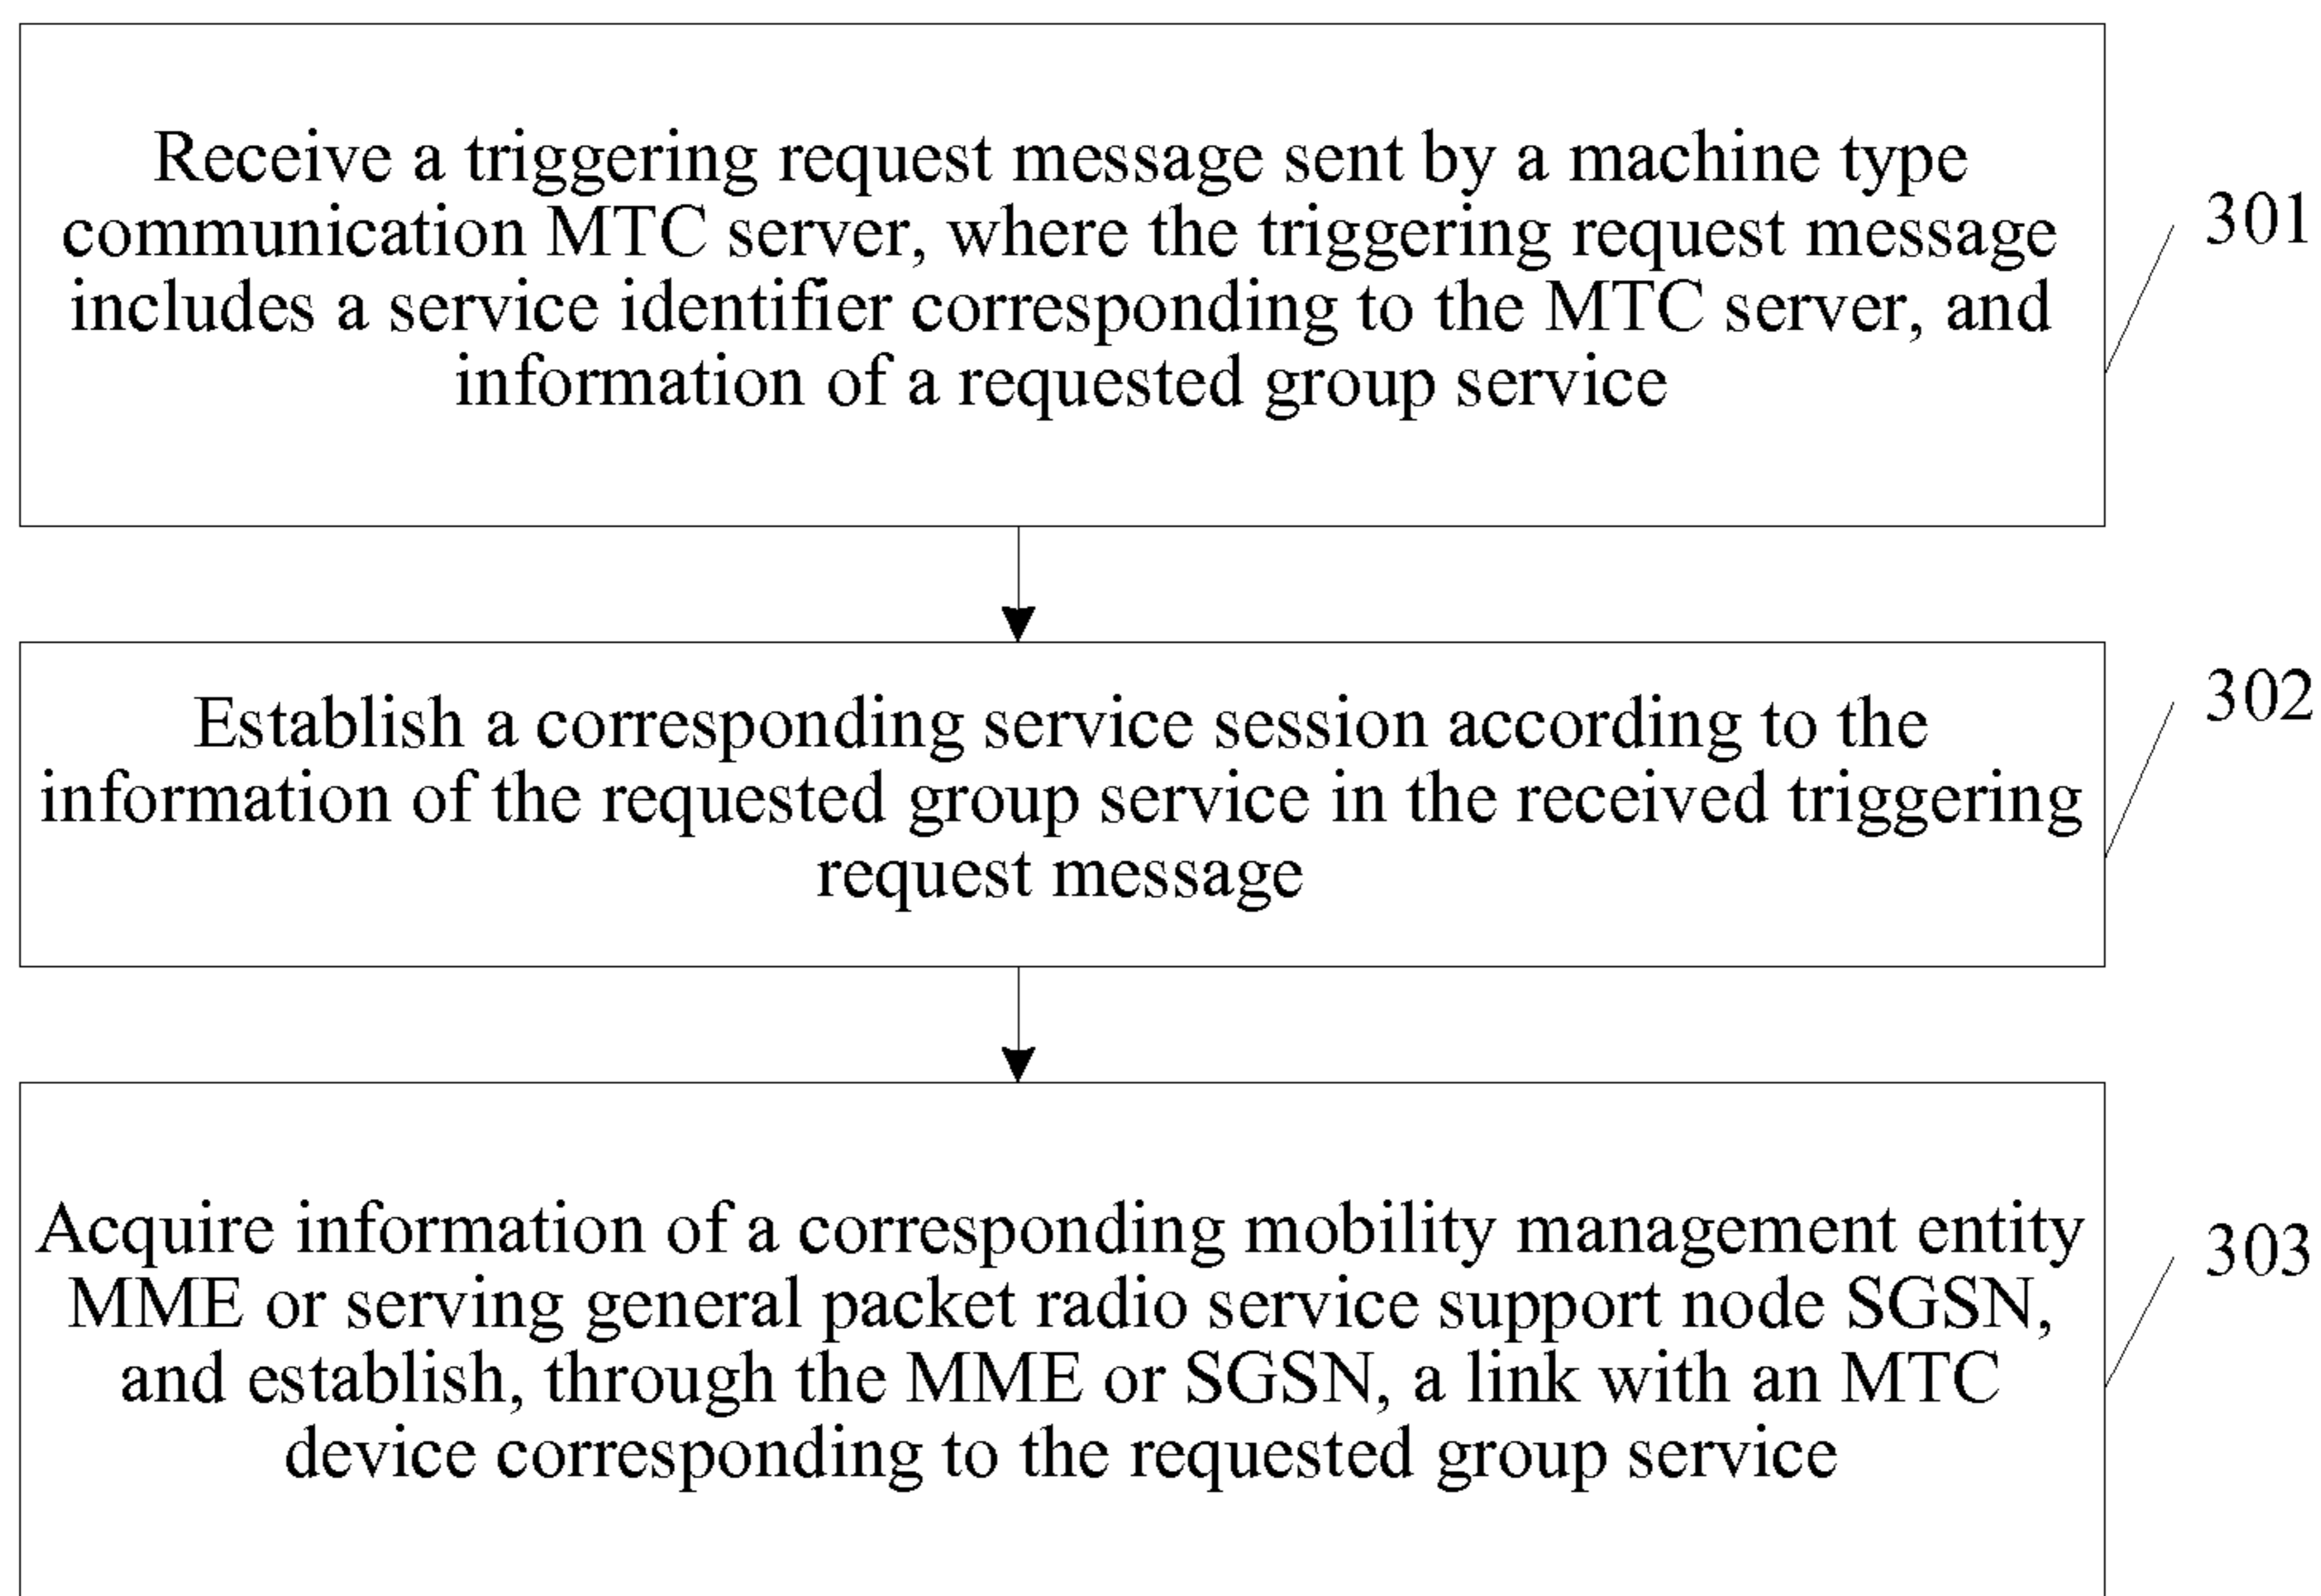 Receive a triggering request message sent by a machine type
communication MTC server, where the triggering request message
includes a service identifier corresponding to the MTC server, and
information of a requested group service
301
Establish a corresponding service session according to the
information of the requested group service in the received triggering
request message
302
Acquire information of a corresponding mobility management entity
MME or serving general packet radio service support node SGSN,
and establish, through the MME or SGSN, a link with an MTC
device corresponding to the requested group service
303